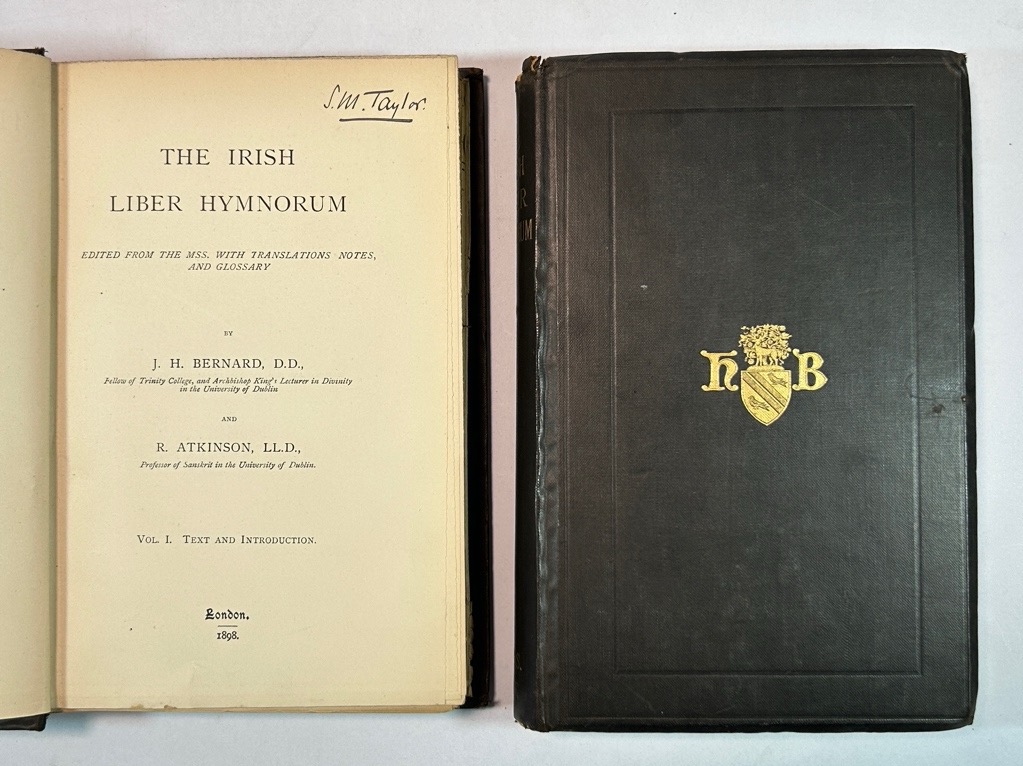 S. M. Taylor.
THE IRISH
LIBER HYMNORUM
EDITED FROM THE MSS. WITH TRANSLATIONS NOTES,
AND GLOSSARY
BY
J. H. BERNARD, D.D.,
Fellow of Trinity College, and Archbishop King's Lecturer in Divinity
in the University of Dublin
AND
R. ATKINSON, LL.D.,
Professor of Sanskrit in the University of Dublin.
VOL. I. TEXT AND INTRODUCTION.
London.
1898.
H B